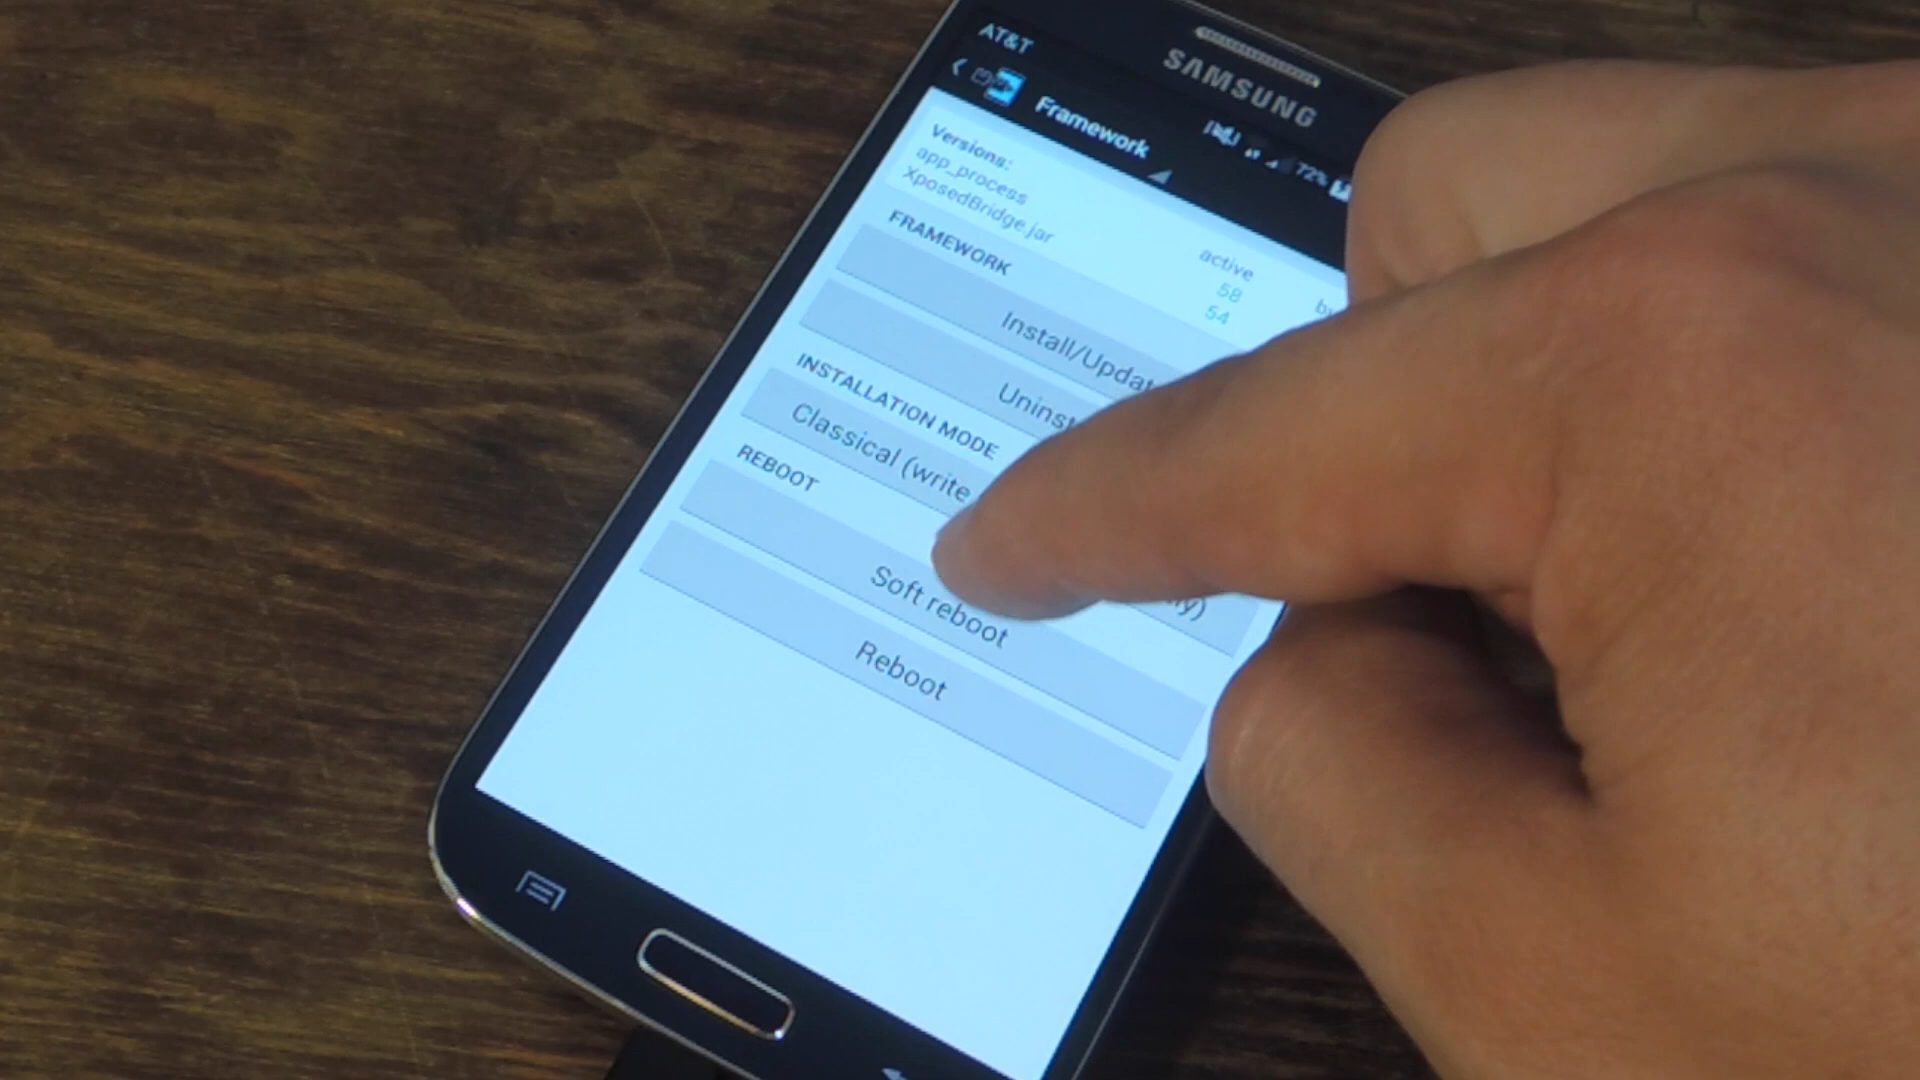 SAMSUNG
AT&T
72%
Framework
Versions:
active
app_process
58
XposedBridge.jar
54
FRAMEWORK
Install/Updat
Uninst
INSTALLATION MODE
Classical (write
REBOOT
Soft reboot
Reboot